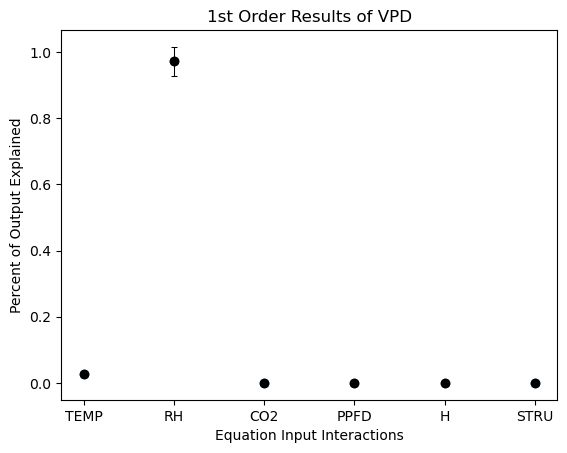 1st Order Results of VPD
Percent of Output Explained
1.0
0.8
0.6
0.4
0.2
0.0
TEMP RH CO2 PPFD H STRU
Equation Input Interactions